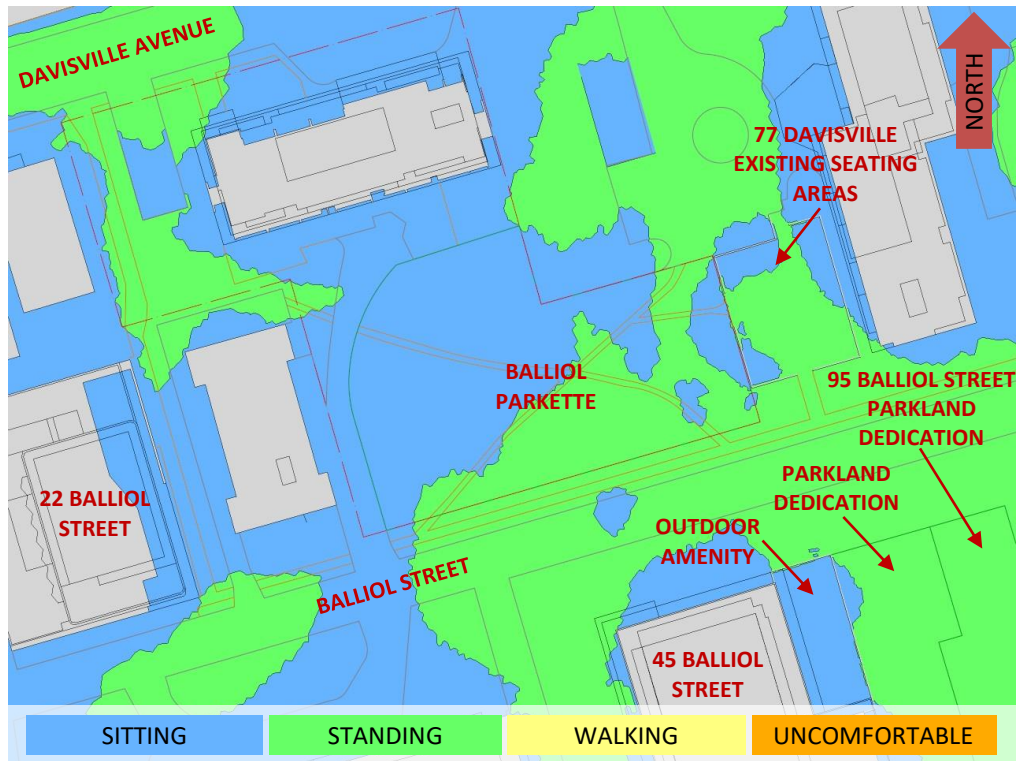 DAVISVILLE AVENUE
NORTH
77 DAVISVILLE
EXISTING SEATING
AREAS
BALLIOL
PARKETTE
95 BALLIOL STREET
PARKLAND
DEDICATION
PARKLAND
DEDICATION
22 BALLIOL
STREET
OUTDOOR
AMENITY
BALLIOL STREET
45 BALLIOL
STREET
SITTING
STANDING
WALKING
UNCOMFORTABLE